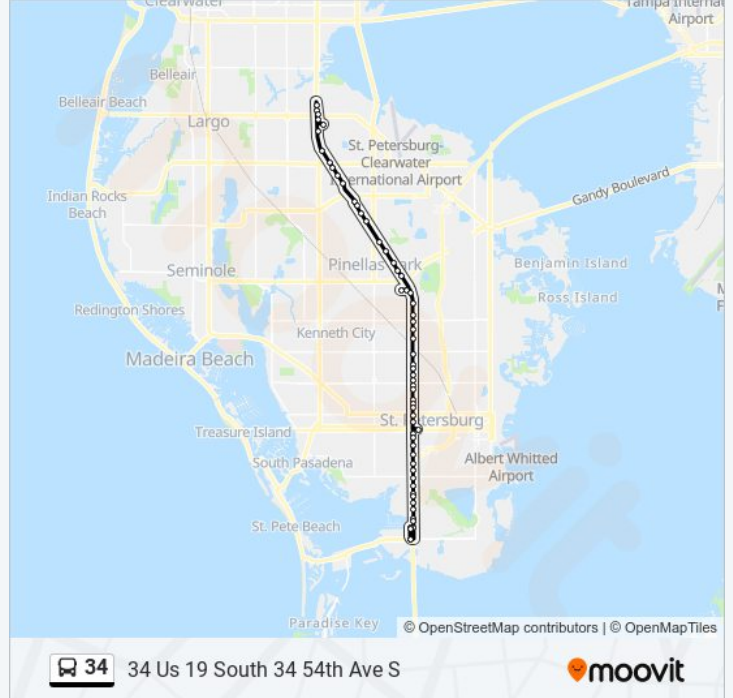 Clearwater
Tampa Internat
Airport
Belleair
Belleair Beach
Largo
St. Petersburg-
Clearwater
International Airport
Gandy Boulevard
Indian Rocks
Beach
Seminole
Pinellas Park
Benjamin Island
Ross Island
Redington Shores
Kenneth City
Madeira Beach
St. Petersburg
Treasure Island
South Pasadena
Albert Whitted
Airport
St. Pete Beach
Paradise Key
© OpenStreetMap contributors | © OpenMapTiles
34 34 Us 19 South 34 54th Ave S
moovit